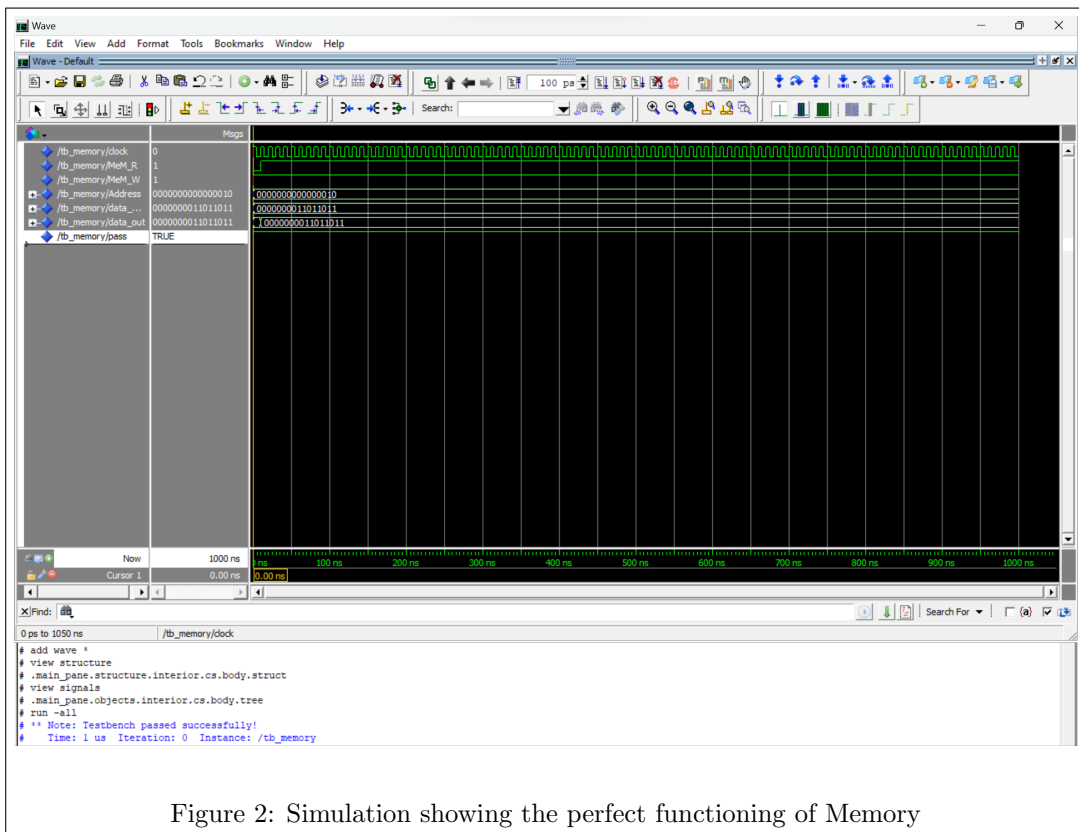 Wave
File Edit View Add Format Tools Bookmarks Window Help
Wave - Default
100 ps
Search:
Msgs
/tb_memory/clock 0
/tb_memory/MeM_R 1
/tb_memory/MeM_W 1
/tb_memory/Address 0000000000000010 0000000000000010
/tb_memory/data_... 0000000011011011 0000000011011011
/tb_memory/data_out 0000000011011011 0000000011011011
/tb_memory/pass TRUE
Now 1000 ns ns 100 ns 200 ns 300 ns 400 ns 500 ns 600 ns 700 ns 800 ns 900 ns 1000 ns
Cursor 1 0.00 ns 0.00 ns
Find: Search For (a)
0 ps to 1050 ns /tb_memory/clock
# add wave *
# view structure
# .main_pane.structure.interior.cs.body.struct
# view signals
# .main_pane.objects.interior.cs.body.tree
# run -all
# ** Note: Testbench passed successfully!
# Time: 1 us Iteration: 0 Instance: /tb_memory
Figure 2: Simulation showing the perfect functioning of Memory